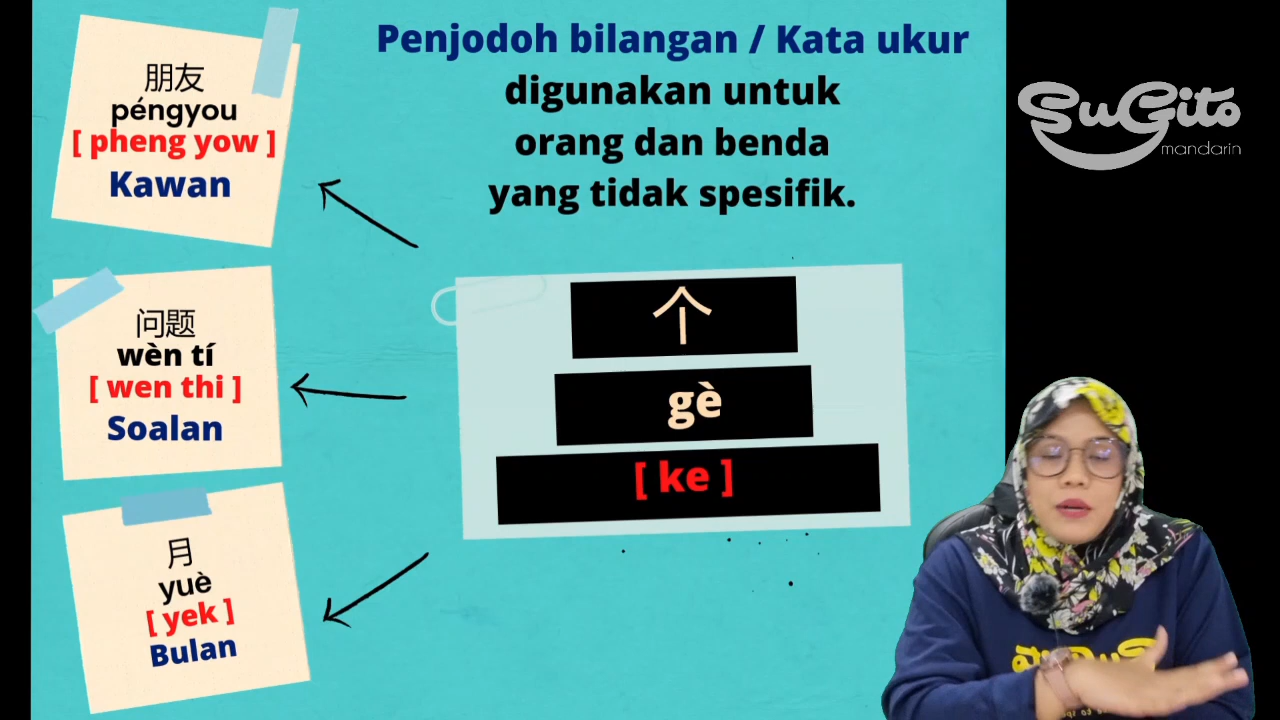 Penjodoh bilangan / Kata ukur
digunakan untuk
orang dan benda
yang tidak spesifik.
朋友
péngyou
[ pheng yow ]
Kawan
问题
wèn tí
[ wen thi ]
Soalan
月
yuè
[ yek ]
Bulan
个
gè
[ ke ]
SuGito
mandarin